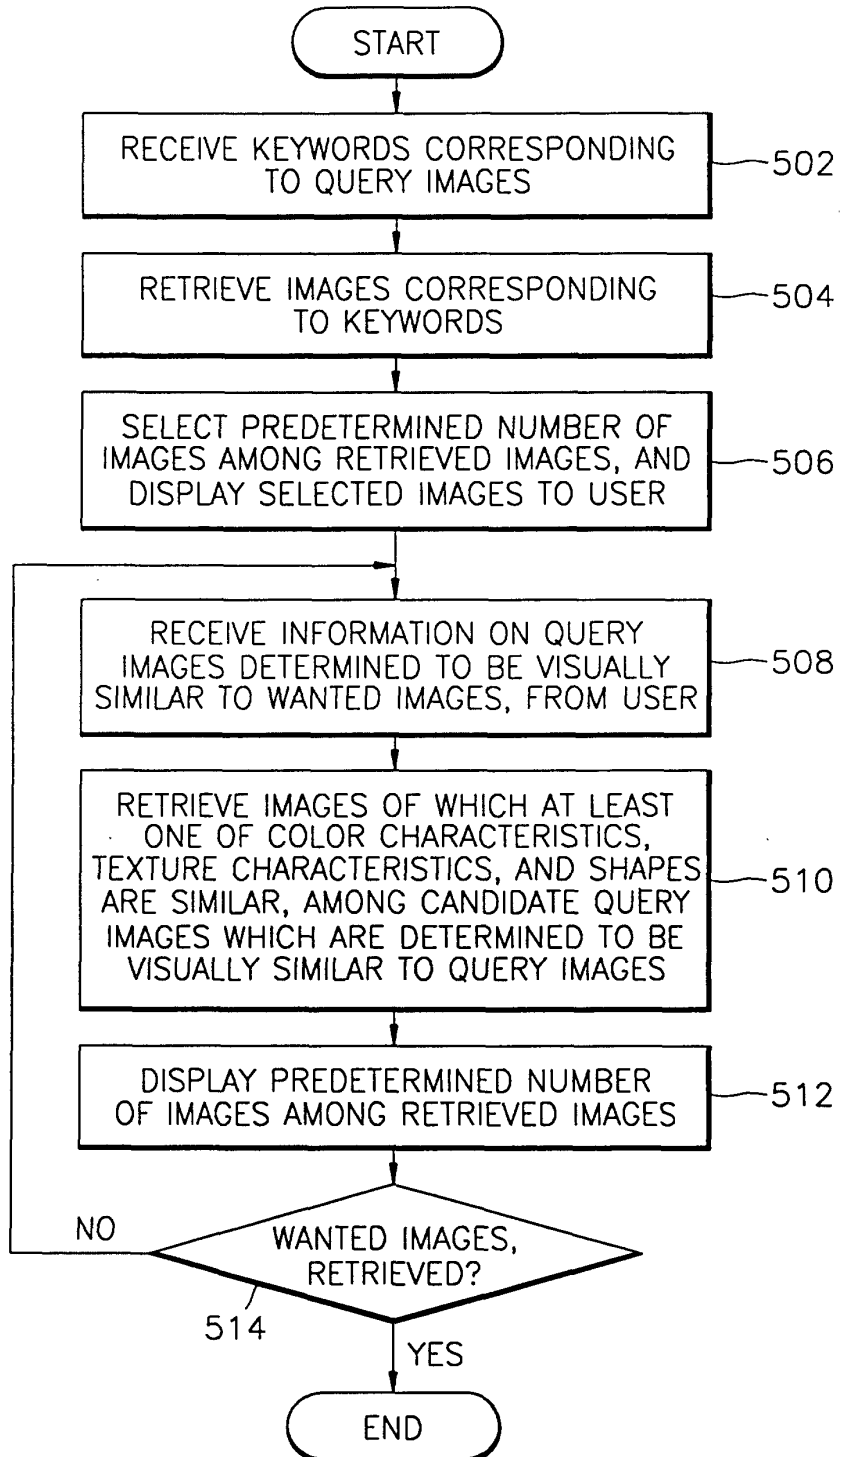 START
RECEIVE KEYWORDS CORRESPONDING
TO QUERY IMAGES
502
RETRIEVE IMAGES CORRESPONDING
TO KEYWORDS
504
SELECT PREDETERMINED NUMBER OF
IMAGES AMONG RETRIEVED IMAGES, AND
DISPLAY SELECTED IMAGES TO USER
506
RECEIVE INFORMATION ON QUERY
IMAGES DETERMINED TO BE VISUALLY
SIMILAR TO WANTED IMAGES, FROM USER
508
RETRIEVE IMAGES OF WHICH AT LEAST
ONE OF COLOR CHARACTERISTICS,
TEXTURE CHARACTERISTICS, AND SHAPES
ARE SIMILAR, AMONG CANDIDATE QUERY
IMAGES WHICH ARE DETERMINED TO BE
VISUALLY SIMILAR TO QUERY IMAGES
510
DISPLAY PREDETERMINED NUMBER
OF IMAGES AMONG RETRIEVED IMAGES
512
NO
WANTED IMAGES,
RETRIEVED?
514
YES
END